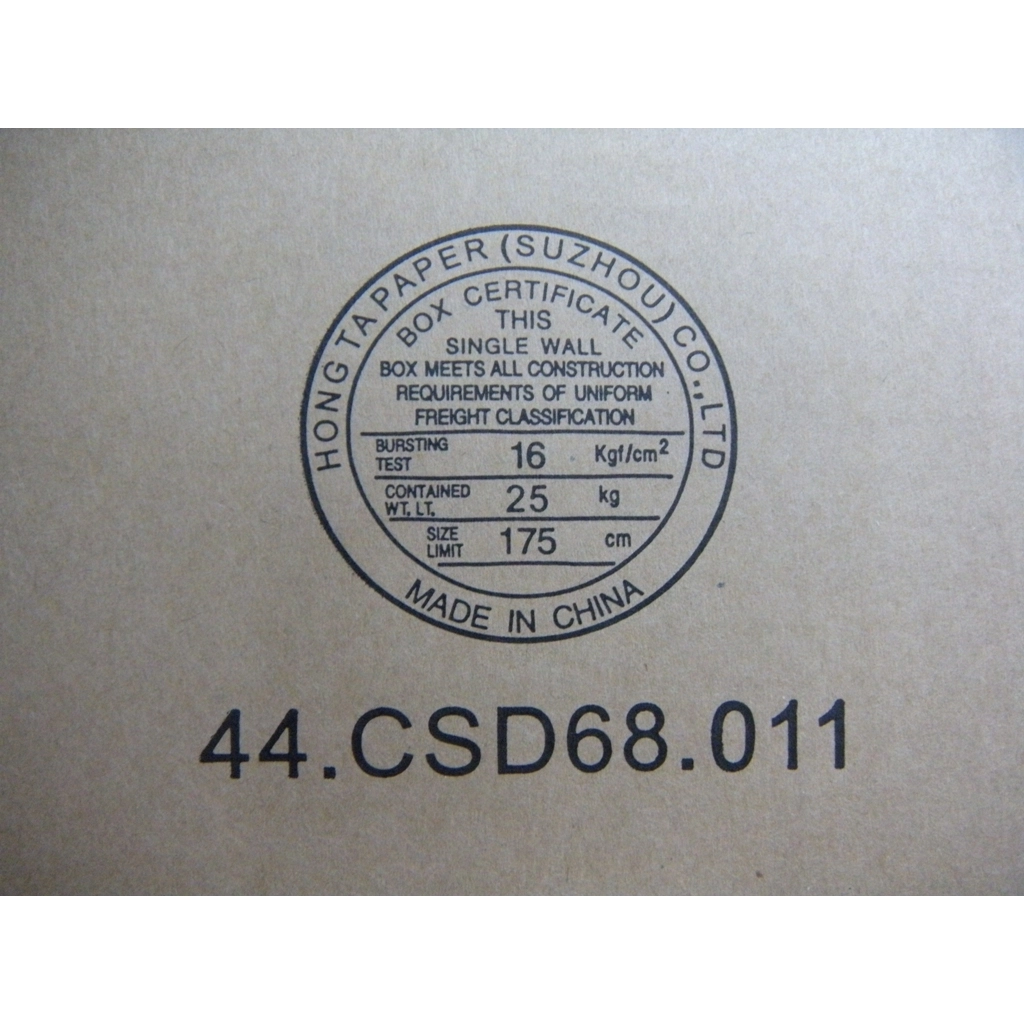 HONG TA PAPER (SUZHOU) CO.,LTD
BOX CERTIFICATE
THIS
SINGLE WALL
BOX MEETS ALL CONSTRUCTION
REQUIREMENTS OF UNIFORM
FREIGHT CLASSIFICATION
BURSTING TEST 16 Kgf/cm²
CONTAINED WT, LT, 25 kg
SIZE LIMIT 175 cm
MADE IN CHINA
44.CSD68.011